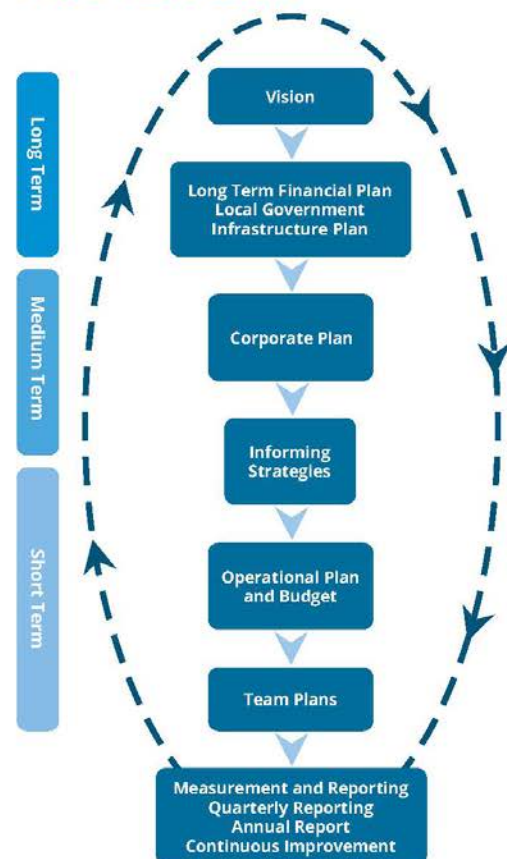 Long Term
Medium Term
Short Term
Vision
Long Term Financial Plan
Local Government
Infrastructure Plan
Corporate Plan
Informing
Strategies
Operational Plan
and Budget
Team Plans
Measurement and Reporting
Quarterly Reporting
Annual Report
Continuous Improvement